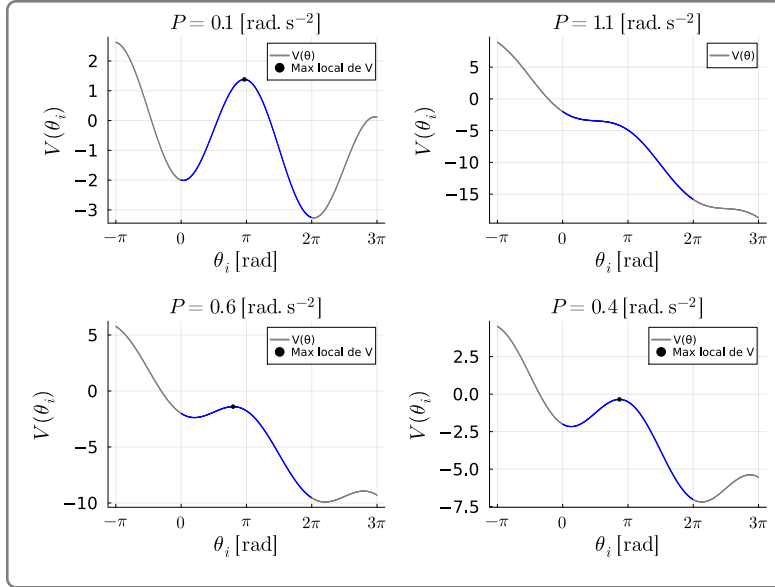 P = 0.1 [rad. s⁻²]
V(θ)
Max local de V
V(θᵢ)
2
1
0
−1
−2
−3
−π 0 π 2π 3π
θᵢ [rad]
P = 1.1 [rad. s⁻²]
V(θ)
V(θᵢ)
5
0
−5
−10
−15
−π 0 π 2π 3π
θᵢ [rad]
P = 0.6 [rad. s⁻²]
V(θ)
Max local de V
V(θᵢ)
5
0
−5
−10
−π 0 π 2π 3π
θᵢ [rad]
P = 0.4 [rad. s⁻²]
V(θ)
Max local de V
V(θᵢ)
2.5
0.0
−2.5
−5.0
−7.5
−π 0 π 2π 3π
θᵢ [rad]